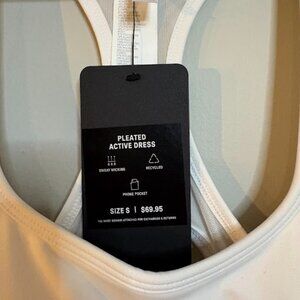 PLEATED
ACTIVE DRESS
SWEAT WICKING
RECYCLED
PHONE POCKET
SIZE S | $69.95